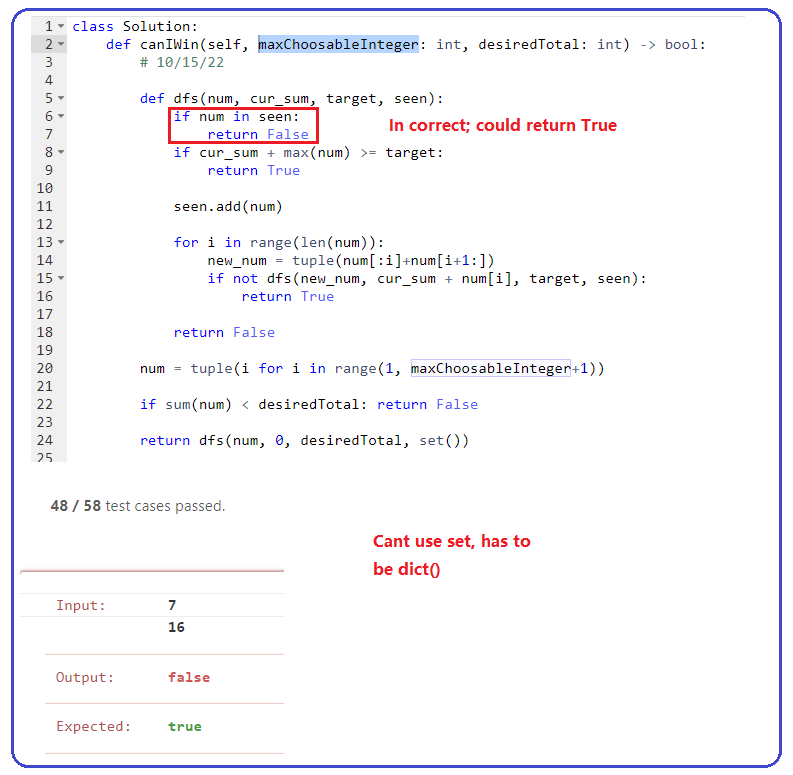 1 class Solution:
2 def canIWin(self, maxChoosableInteger: int, desiredTotal: int) -> bool:
3 # 10/15/22
4
5 def dfs(num, cur_sum, target, seen):
6 if num in seen:
7 return False
In correct; could return True
8 if cur_sum + max(num) >= target:
9 return True
10
11 seen.add(num)
12
13 for i in range(len(num)):
14 new_num = tuple(num[:i]+num[i+1:])
15 if not dfs(new_num, cur_sum + num[i], target, seen):
16 return True
17
18 return False
19
20 num = tuple(i for i in range(1, maxChoosableInteger+1))
21
22 if sum(num) < desiredTotal: return False
23
24 return dfs(num, 0, desiredTotal, set())
25
48 / 58 test cases passed.
Cant use set, has to
be dict()
Input: 7
16
Output: false
Expected: true